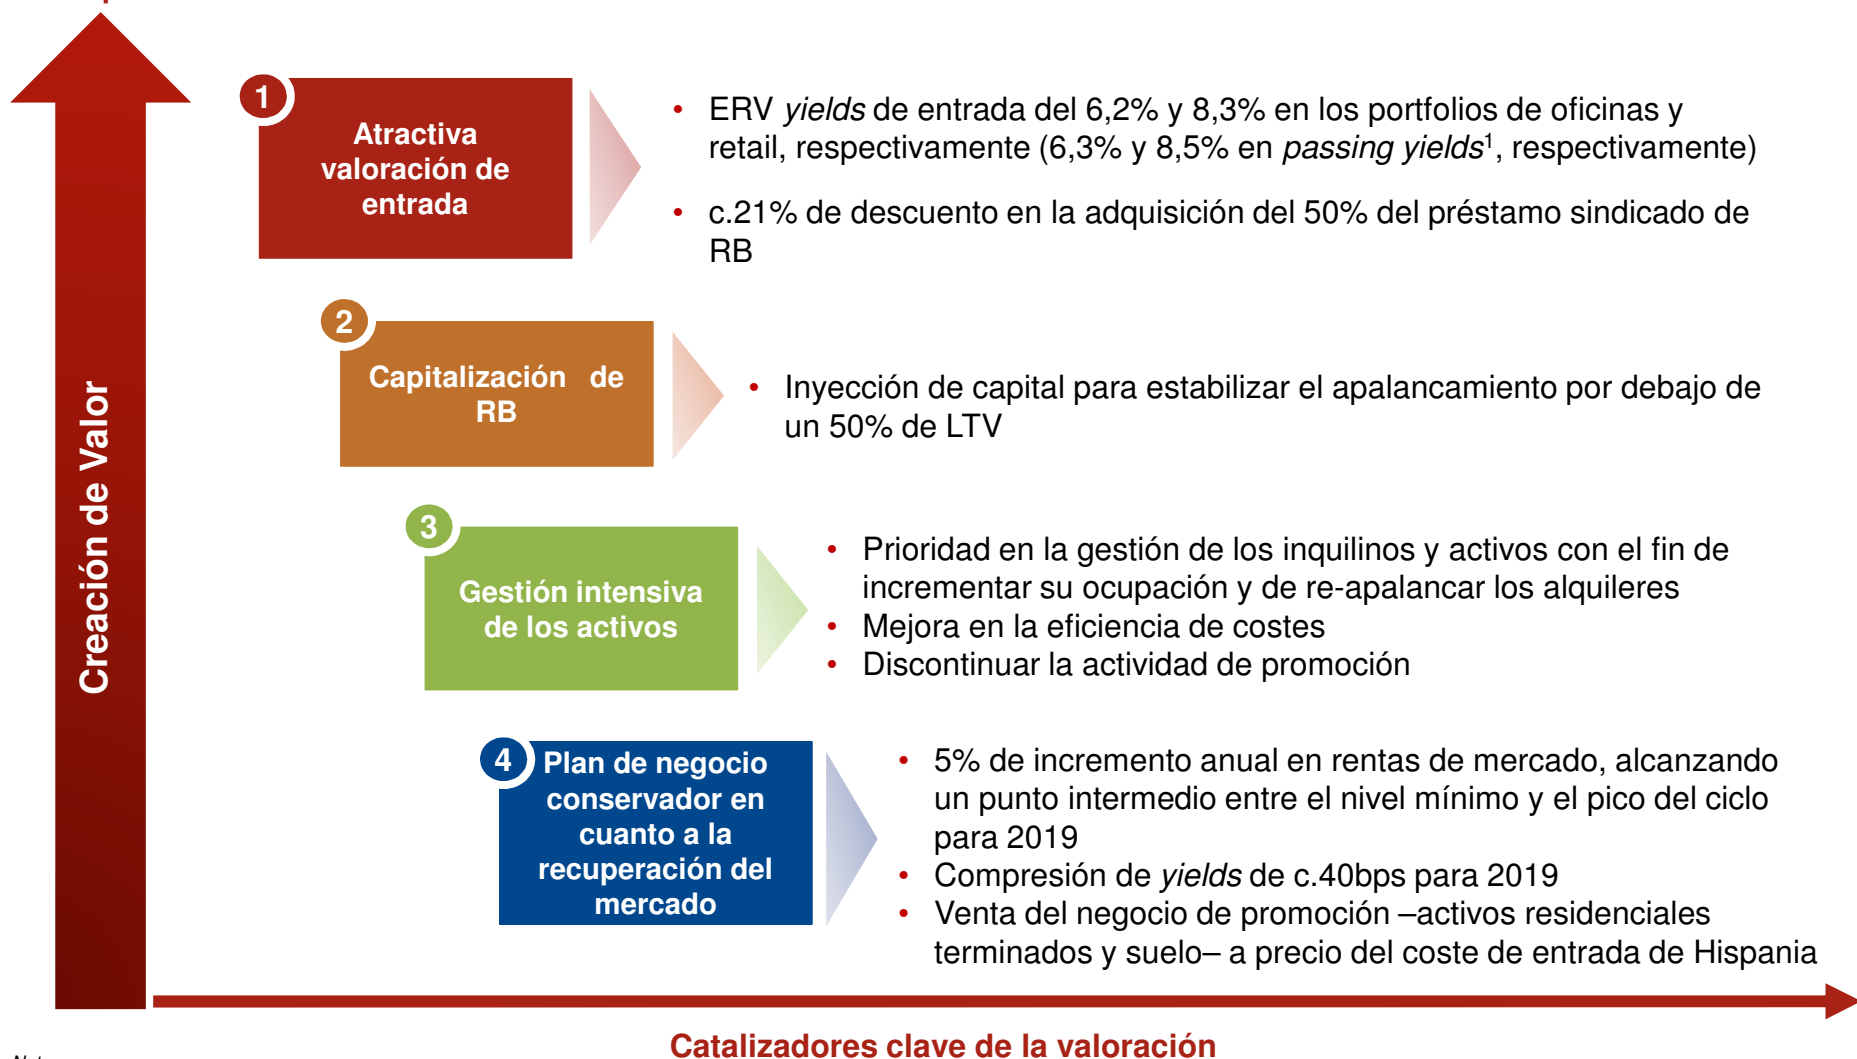 1
Atractiva
valoración de
entrada
• ERV yields de entrada del 6,2% y 8,3% en los portfolios de oficinas y
retail, respectivamente (6,3% y 8,5% en passing yields1, respectivamente)
• c.21% de descuento en la adquisición del 50% del préstamo sindicado de
RB
2
Capitalización de
RB
• Inyección de capital para estabilizar el apalancamiento por debajo de
un 50% de LTV
3
Gestión intensiva
de los activos
• Prioridad en la gestión de los inquilinos y activos con el fin de
incrementar su ocupación y de re-apalancar los alquileres
• Mejora en la eficiencia de costes
• Discontinuar la actividad de promoción
4
Plan de negocio
conservador en
cuanto a la
recuperación del
mercado
• 5% de incremento anual en rentas de mercado, alcanzando
un punto intermedio entre el nivel mínimo y el pico del ciclo
para 2019
• Compresión de yields de c.40bps para 2019
• Venta del negocio de promoción –activos residenciales
terminados y suelo– a precio del coste de entrada de Hispania
Creación de Valor
Catalizadores clave de la valoración